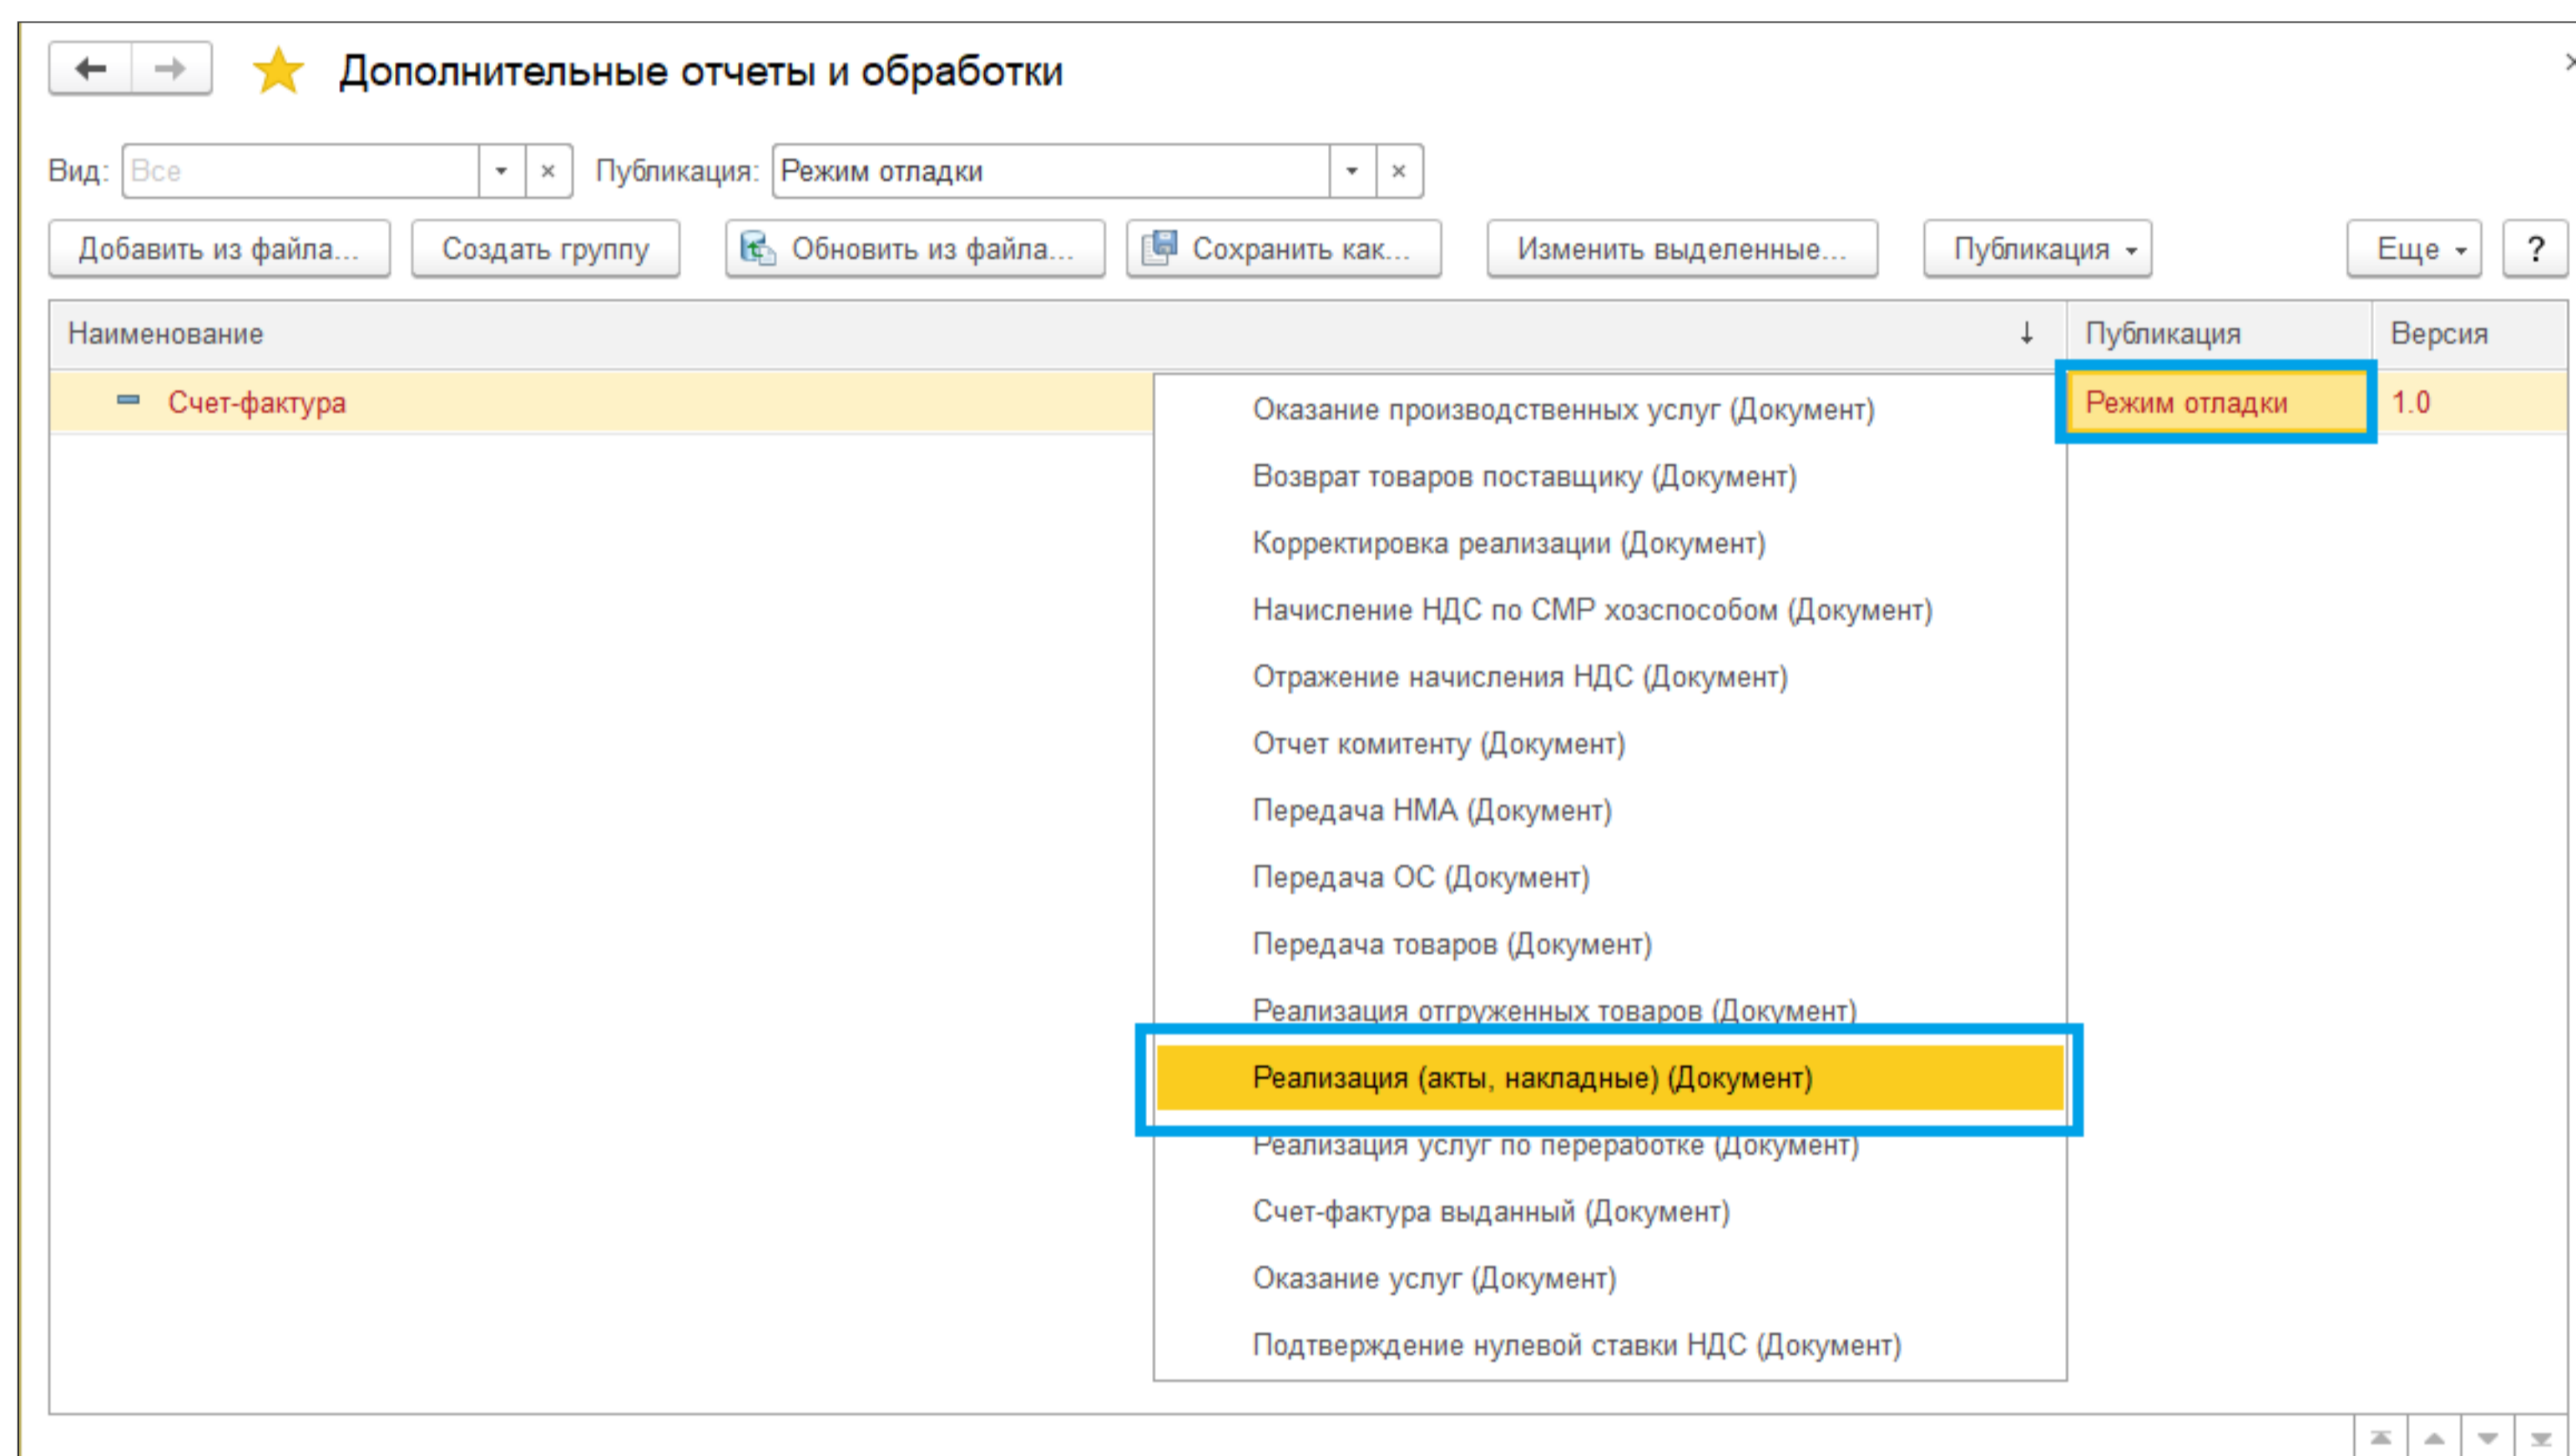 Дополнительные отчеты и обработки
Вид: Все Публикация: Режим отладки
Добавить из файла... Создать группу Обновить из файла... Сохранить как... Изменить выделенные... Публикация Еще ?
Наименование Публикация Версия
Счет-фактура Режим отладки 1.0
Оказание производственных услуг (Документ)
Возврат товаров поставщику (Документ)
Корректировка реализации (Документ)
Начисление НДС по СМР хозспособом (Документ)
Отражение начисления НДС (Документ)
Отчет комитенту (Документ)
Передача НМА (Документ)
Передача ОС (Документ)
Передача товаров (Документ)
Реализация отгруженных товаров (Документ)
Реализация (акты, накладные) (Документ)
Реализация услуг по переработке (Документ)
Счет-фактура выданный (Документ)
Оказание услуг (Документ)
Подтверждение нулевой ставки НДС (Документ)